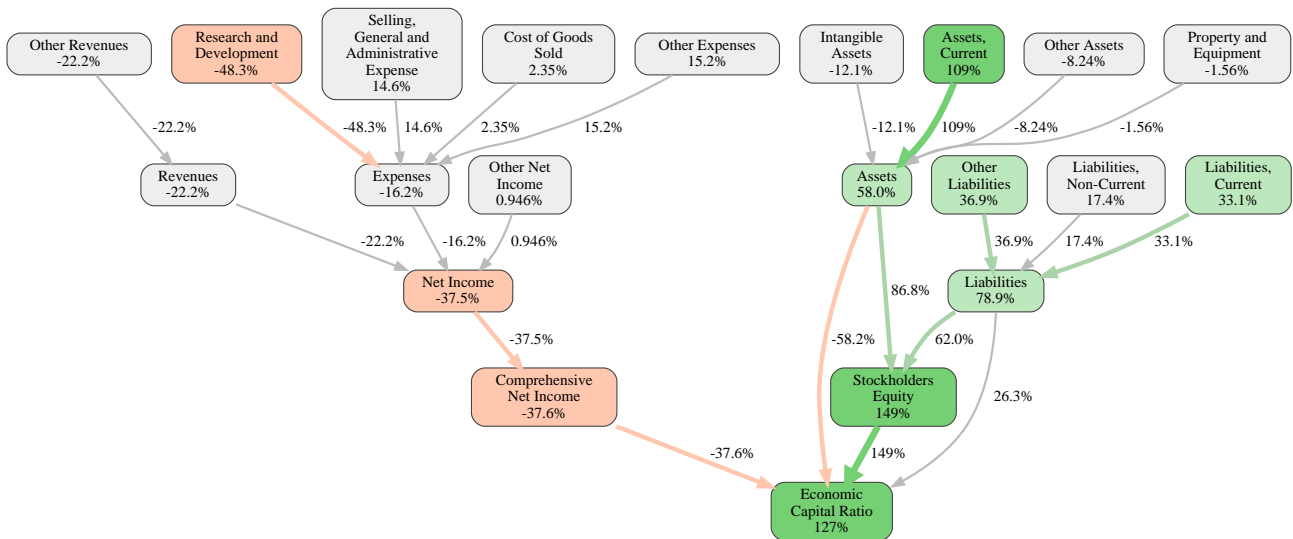 Other Revenues
-22.2%
Research and
Development
-48.3%
Selling,
General and
Administrative
Expense
14.6%
Cost of Goods
Sold
2.35%
Other Expenses
15.2%
Intangible
Assets
-12.1%
Assets,
Current
109%
Other Assets
-8.24%
Property and
Equipment
-1.56%
-22.2%
-48.3%
14.6%
2.35%
15.2%
-12.1%
109%
-8.24%
-1.56%
Revenues
-22.2%
Expenses
-16.2%
Other Net
Income
0.946%
Assets
58.0%
Other
Liabilities
36.9%
Liabilities,
Non-Current
17.4%
Liabilities,
Current
33.1%
-22.2%
-16.2%
0.946%
36.9%
17.4%
33.1%
Net Income
-37.5%
86.8%
Liabilities
78.9%
-37.5%
-58.2%
62.0%
Comprehensive
Net Income
-37.6%
Stockholders
Equity
149%
26.3%
-37.6%
149%
Economic
Capital Ratio
127%